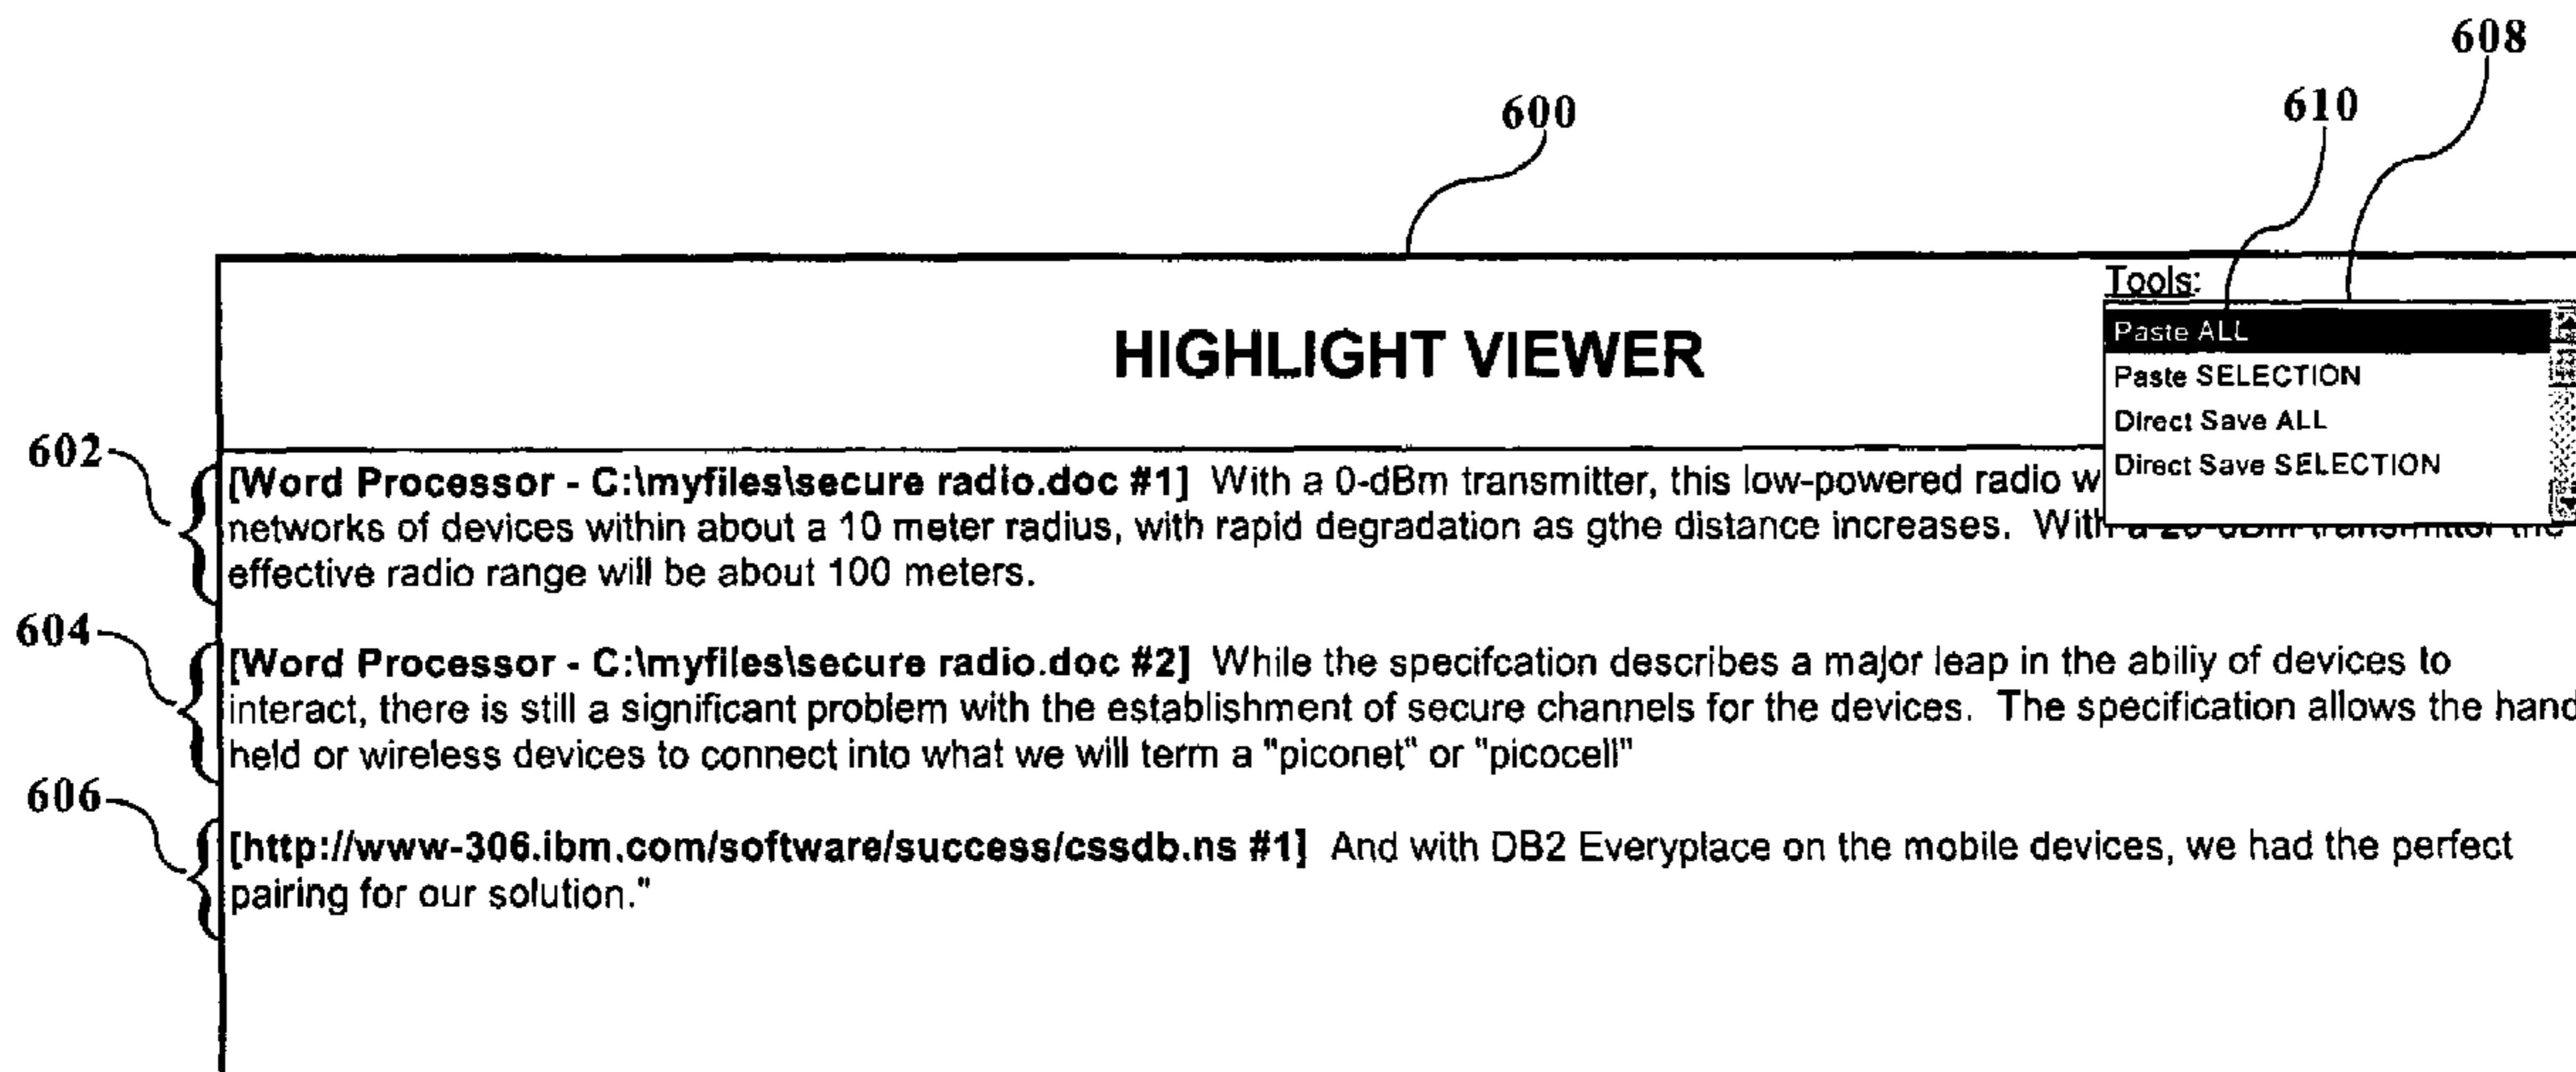 608
610
600
Tools:
HIGHLIGHT VIEWER
Paste ALL
Paste SELECTION
Direct Save ALL
Direct Save SELECTION
602
[Word Processor - C:\myfiles\secure radio.doc #1] With a 0-dBm transmitter, this low-powered radio w
networks of devices within about a 10 meter radius, with rapid degradation as gthe distance increases. With
effective radio range will be about 100 meters.
604
[Word Processor - C:\myfiles\secure radio.doc #2] While the specifcation describes a major leap in the abiliy of devices to
interact, there is still a significant problem with the establishment of secure channels for the devices. The specification allows the hand
held or wireless devices to connect into what we will term a "piconet" or "picocell"
606
[http://www-306.ibm.com/software/success/cssdb.ns #1] And with DB2 Everyplace on the mobile devices, we had the perfect
pairing for our solution."